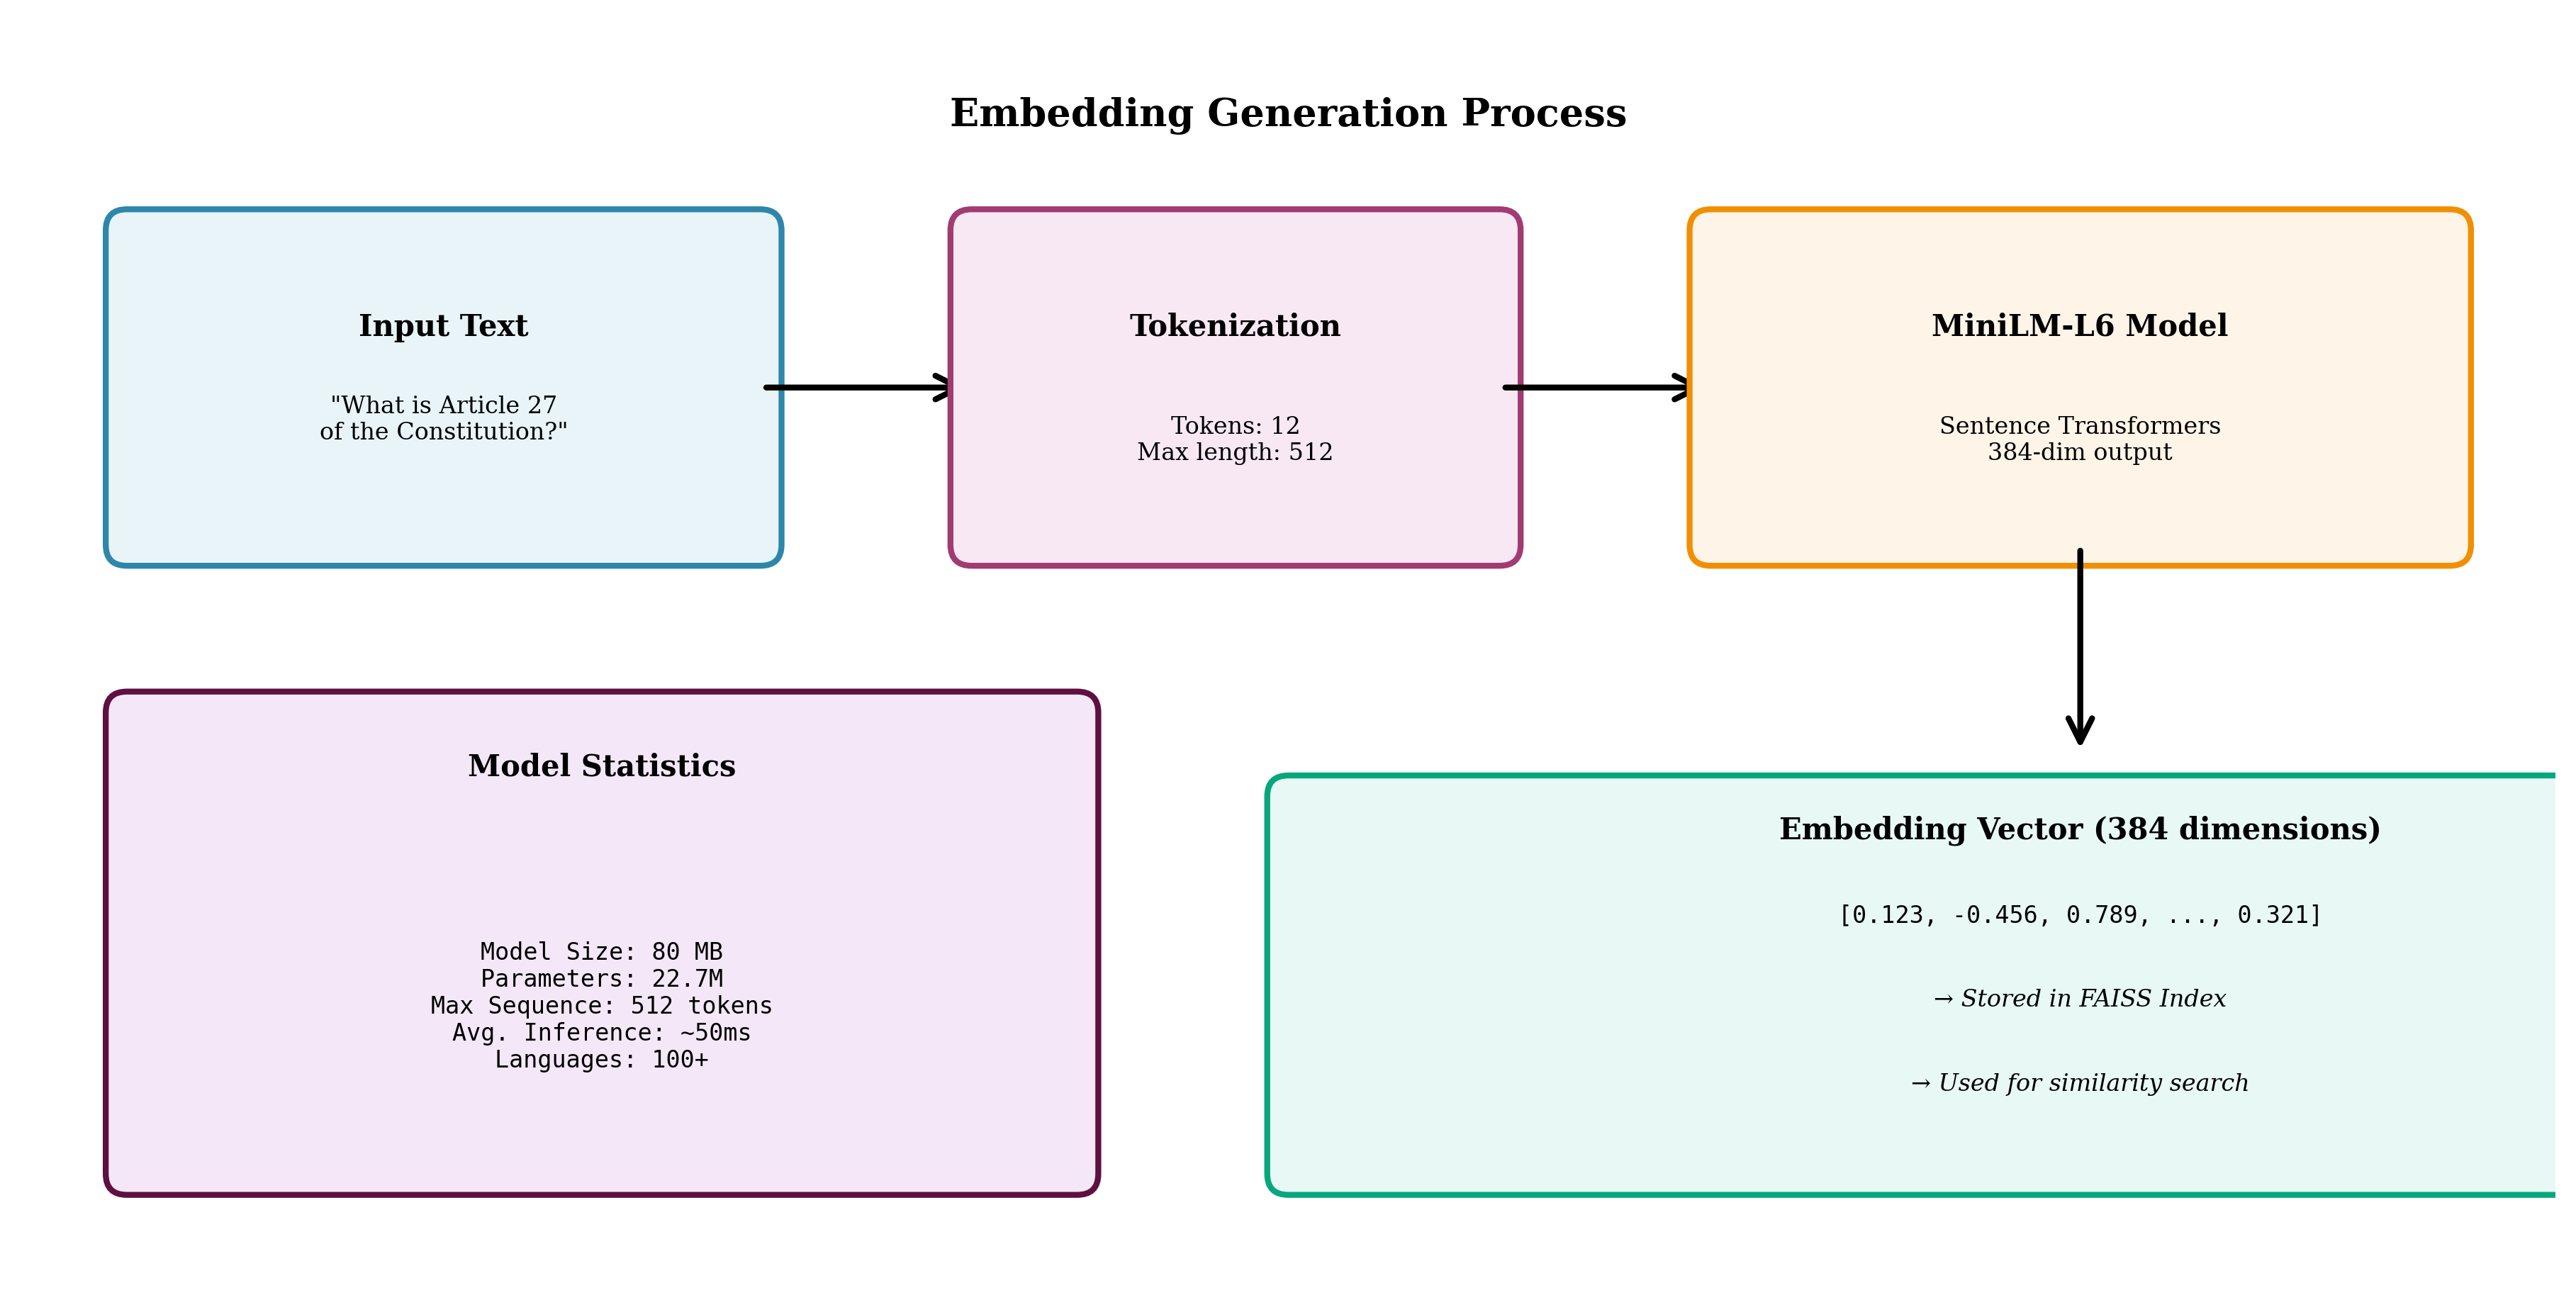 Embedding Generation Process
Input Text
"What is Article 27
of the Constitution?"
Tokenization
Tokens: 12
Max length: 512
MiniLM-L6 Model
Sentence Transformers
384-dim output
Model Statistics
Model Size: 80 MB
Parameters: 22.7M
Max Sequence: 512 tokens
Avg. Inference: ~50ms
Languages: 100+
Embedding Vector (384 dimensions)
[0.123, -0.456, 0.789, ..., 0.321]
→ Stored in FAISS Index
→ Used for similarity search